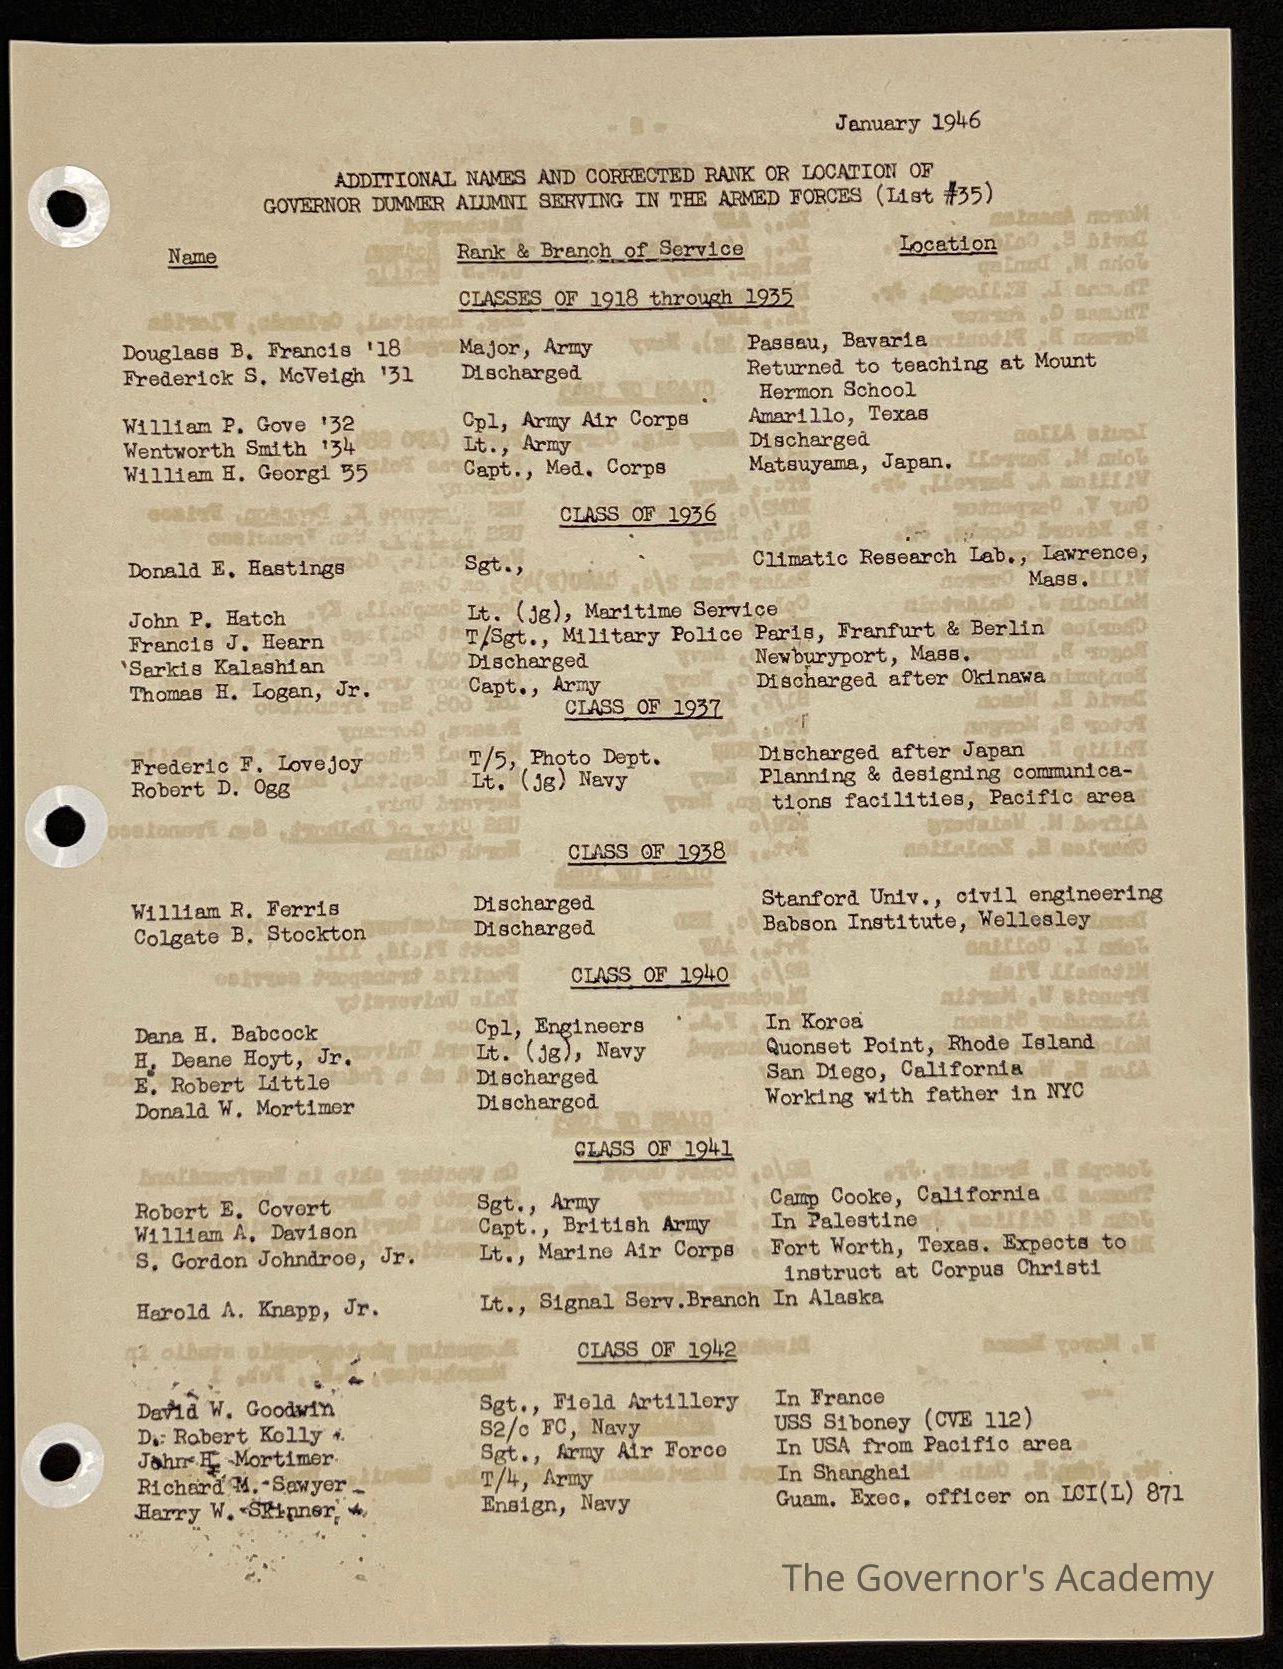 January 1946
ADDITIONAL NAMES AND CORRECTED RANK OR LOCATION OF
GOVERNOR DUMMER ALUMNI SERVING IN THE ARMED FORCES (List #35)
Name Rank & Branch of Service Location
CLASSES OF 1918 through 1935
Douglass B. Francis '18 Major, Army Passau, Bavaria
Frederick S. McVeigh '31 Discharged Returned to teaching at Mount
Hermon School
William P. Gove '32 Cpl, Army Air Corps Amarillo, Texas
Wentworth Smith '34 Lt., Army Discharged
William H. Georgi '35 Capt., Med. Corps Matsuyama, Japan.
CLASS OF 1936
Donald E. Hastings Sgt., Climatic Research Lab., Lawrence,
Mass.
John P. Hatch Lt. (jg), Maritime Service
Francis J. Hearn T/Sgt., Military Police Paris, Franfurt & Berlin
Sarkis Kalashian Discharged Newburyport, Mass.
Thomas H. Logan, Jr. Capt., Army Discharged after Okinawa
CLASS OF 1937
Frederic F. Lovejoy T/5, Photo Dept. Discharged after Japan
Robert D. Ogg Lt. (jg) Navy Planning & designing communica-
tions facilities, Pacific area
CLASS OF 1938
William R. Ferris Discharged Stanford Univ., civil engineering
Colgate B. Stockton Discharged Babson Institute, Wellesley
CLASS OF 1940
Dana H. Babcock Cpl, Engineers In Korea
H. Deane Hoyt, Jr. Lt. (jg), Navy Quonset Point, Rhode Island
E. Robert Little Discharged San Diego, California
Donald W. Mortimer Discharged Working with father in NYC
CLASS OF 1941
Robert E. Covert Sgt., Army Camp Cooke, California
William A. Davison Capt., British Army In Palestine
S. Gordon Johndroe, Jr. Lt., Marine Air Corps Fort Worth, Texas. Expects to
instruct at Corpus Christi
Harold A. Knapp, Jr. Lt., Signal Serv.Branch In Alaska
CLASS OF 1942
David W. Goodwin Sgt., Field Artillery In France
D. Robert Kelly S2/c FC, Navy USS Siboney (CVE 112)
John H. Mortimer Sgt., Army Air Force In USA from Pacific area
Richard M. Sawyer T/4, Army In Shanghai
Harry W. Skinner Ensign, Navy Guam. Exec. officer on LCI(L) 871
The Governor's Academy